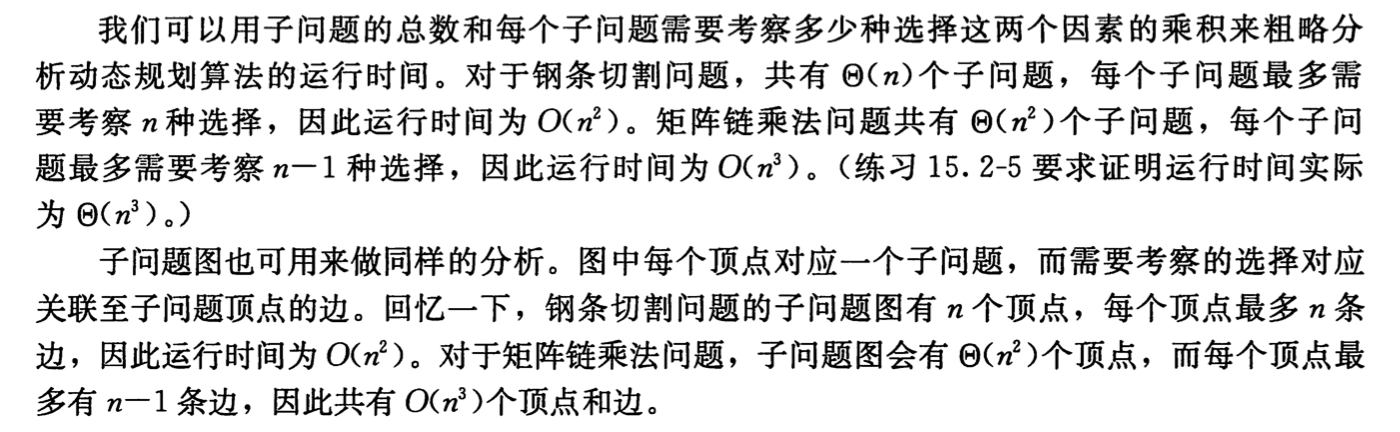 我们可以用子问题的总数和每个子问题需要考察多少种选择这两个因素的乘积来粗略分
析动态规划算法的运行时间。对于钢条切割问题，共有 Θ(n)个子问题，每个子问题最多需
要考察 n 种选择，因此运行时间为 O(n²)。矩阵链乘法问题共有 Θ(n²)个子问题，每个子问
题最多需要考察 n－1 种选择，因此运行时间为 O(n³)。（练习 15.2-5 要求证明运行时间实际
为 Θ(n³)。）
子问题图也可用来做同样的分析。图中每个顶点对应一个子问题，而需要考察的选择对应
关联至子问题顶点的边。回忆一下，钢条切割问题的子问题图有 n 个顶点，每个顶点最多 n 条
边，因此运行时间为 O(n²)。对于矩阵链乘法问题，子问题图会有 Θ(n²)个顶点，而每个顶点最
多有 n－1 条边，因此共有 O(n³)个顶点和边。